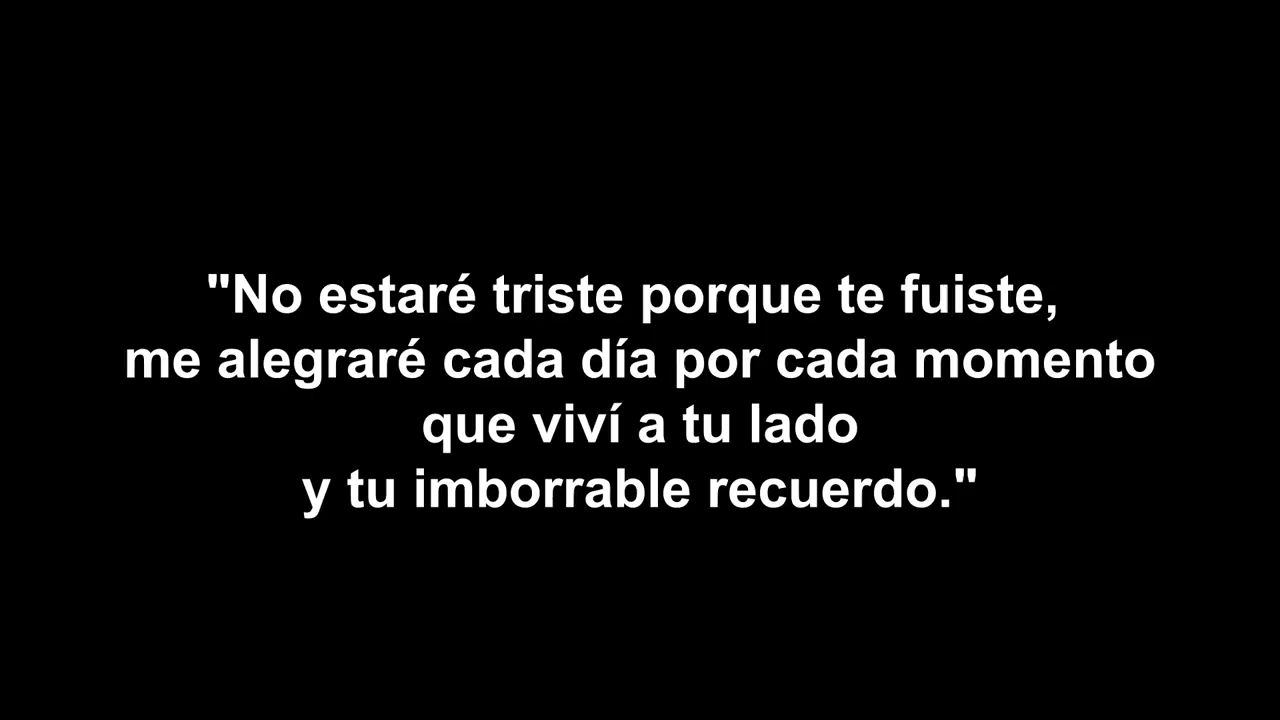 "No estaré triste porque te fuiste,
me alegraré cada día por cada momento
que viví a tu lado
y tu imborrable recuerdo."